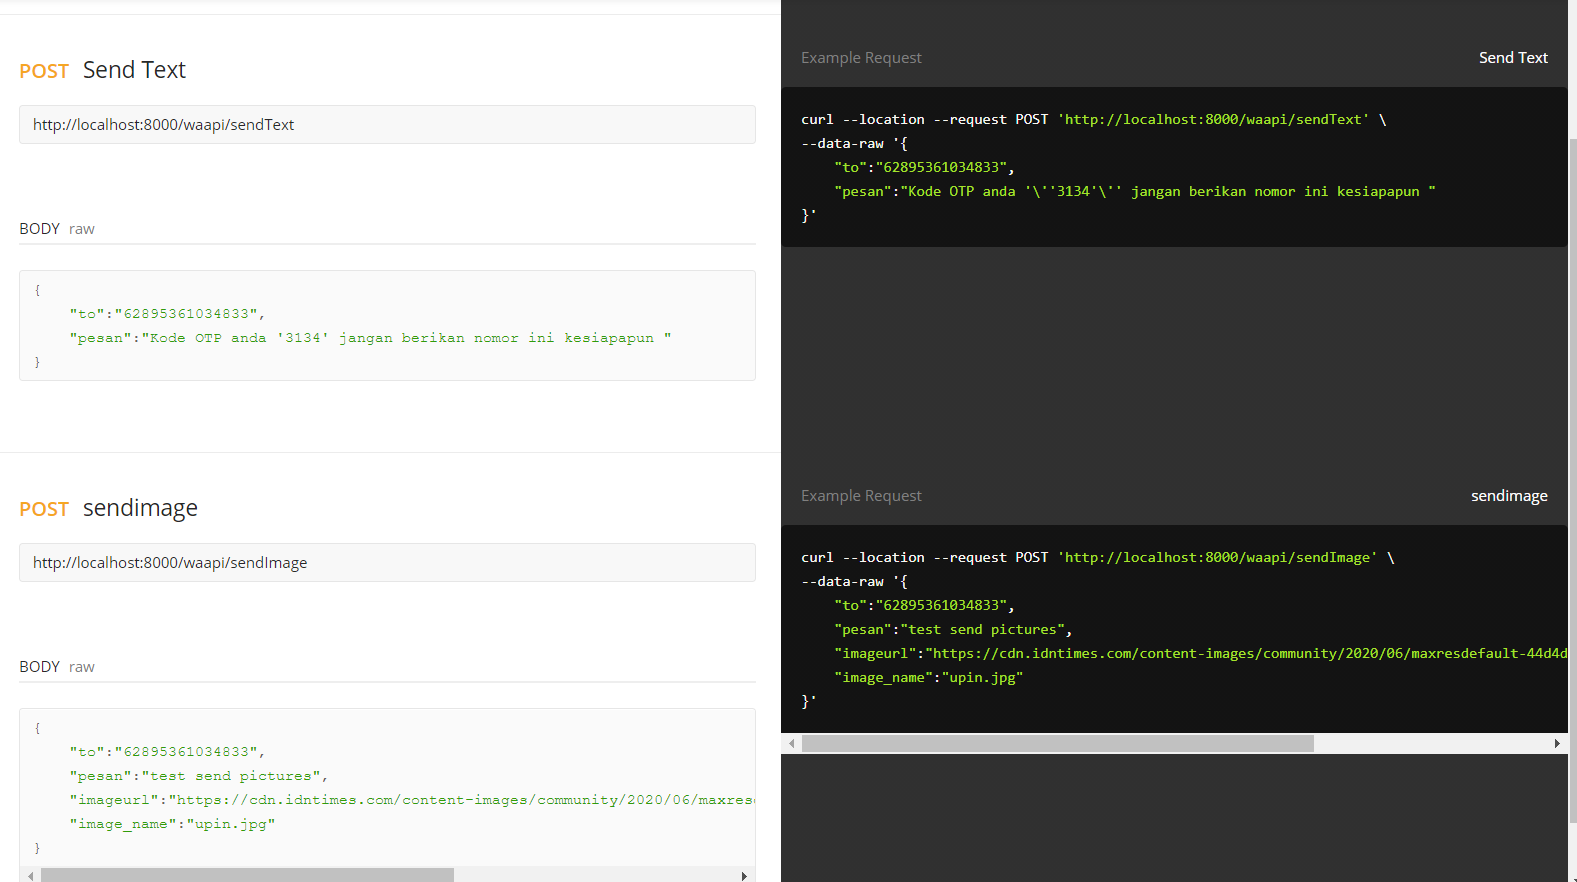 POST Send Text
http://localhost:8000/waapi/sendText
BODY raw
{
"to":"62895361034833",
"pesan":"Kode OTP anda '3134' jangan berikan nomor ini kesiapapun "
}
POST sendimage
http://localhost:8000/waapi/sendImage
BODY raw
{
"to":"62895361034833",
"pesan":"test send pictures",
"imageurl":"https://cdn.idntimes.com/content-images/community/2020/06/maxres
"image_name":"upin.jpg"
}
Example Request Send Text
curl --location --request POST 'http://localhost:8000/waapi/sendText' \
--data-raw '{
"to":"62895361034833",
"pesan":"Kode OTP anda '\''3134'\'' jangan berikan nomor ini kesiapapun "
}'
Example Request sendimage
curl --location --request POST 'http://localhost:8000/waapi/sendImage' \
--data-raw '{
"to":"62895361034833",
"pesan":"test send pictures",
"imageurl":"https://cdn.idntimes.com/content-images/community/2020/06/maxresdefault-44d4d
"image_name":"upin.jpg"
}'